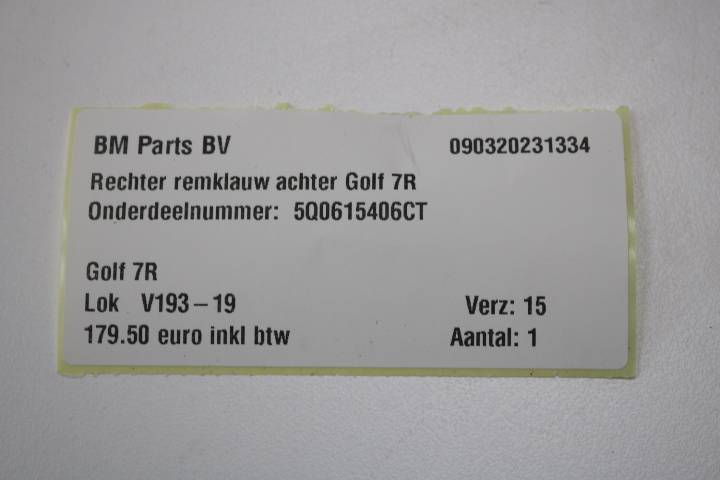 BM Parts BV 090320231334
Rechter remklauw achter Golf 7R
Onderdeelnummer: 5Q0615406CT
Golf 7R
Lok V193-19 Verz: 15
179.50 euro inkl btw Aantal: 1